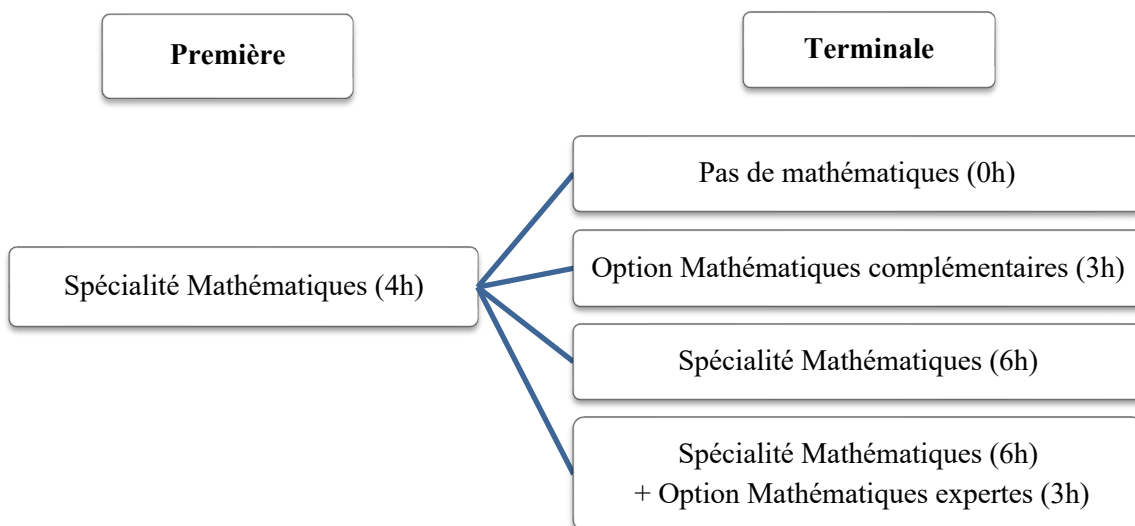 Première
Terminale
Pas de mathématiques (0h)
Option Mathématiques complémentaires (3h)
Spécialité Mathématiques (4h)
Spécialité Mathématiques (6h)
Spécialité Mathématiques (6h)
+ Option Mathématiques expertes (3h)